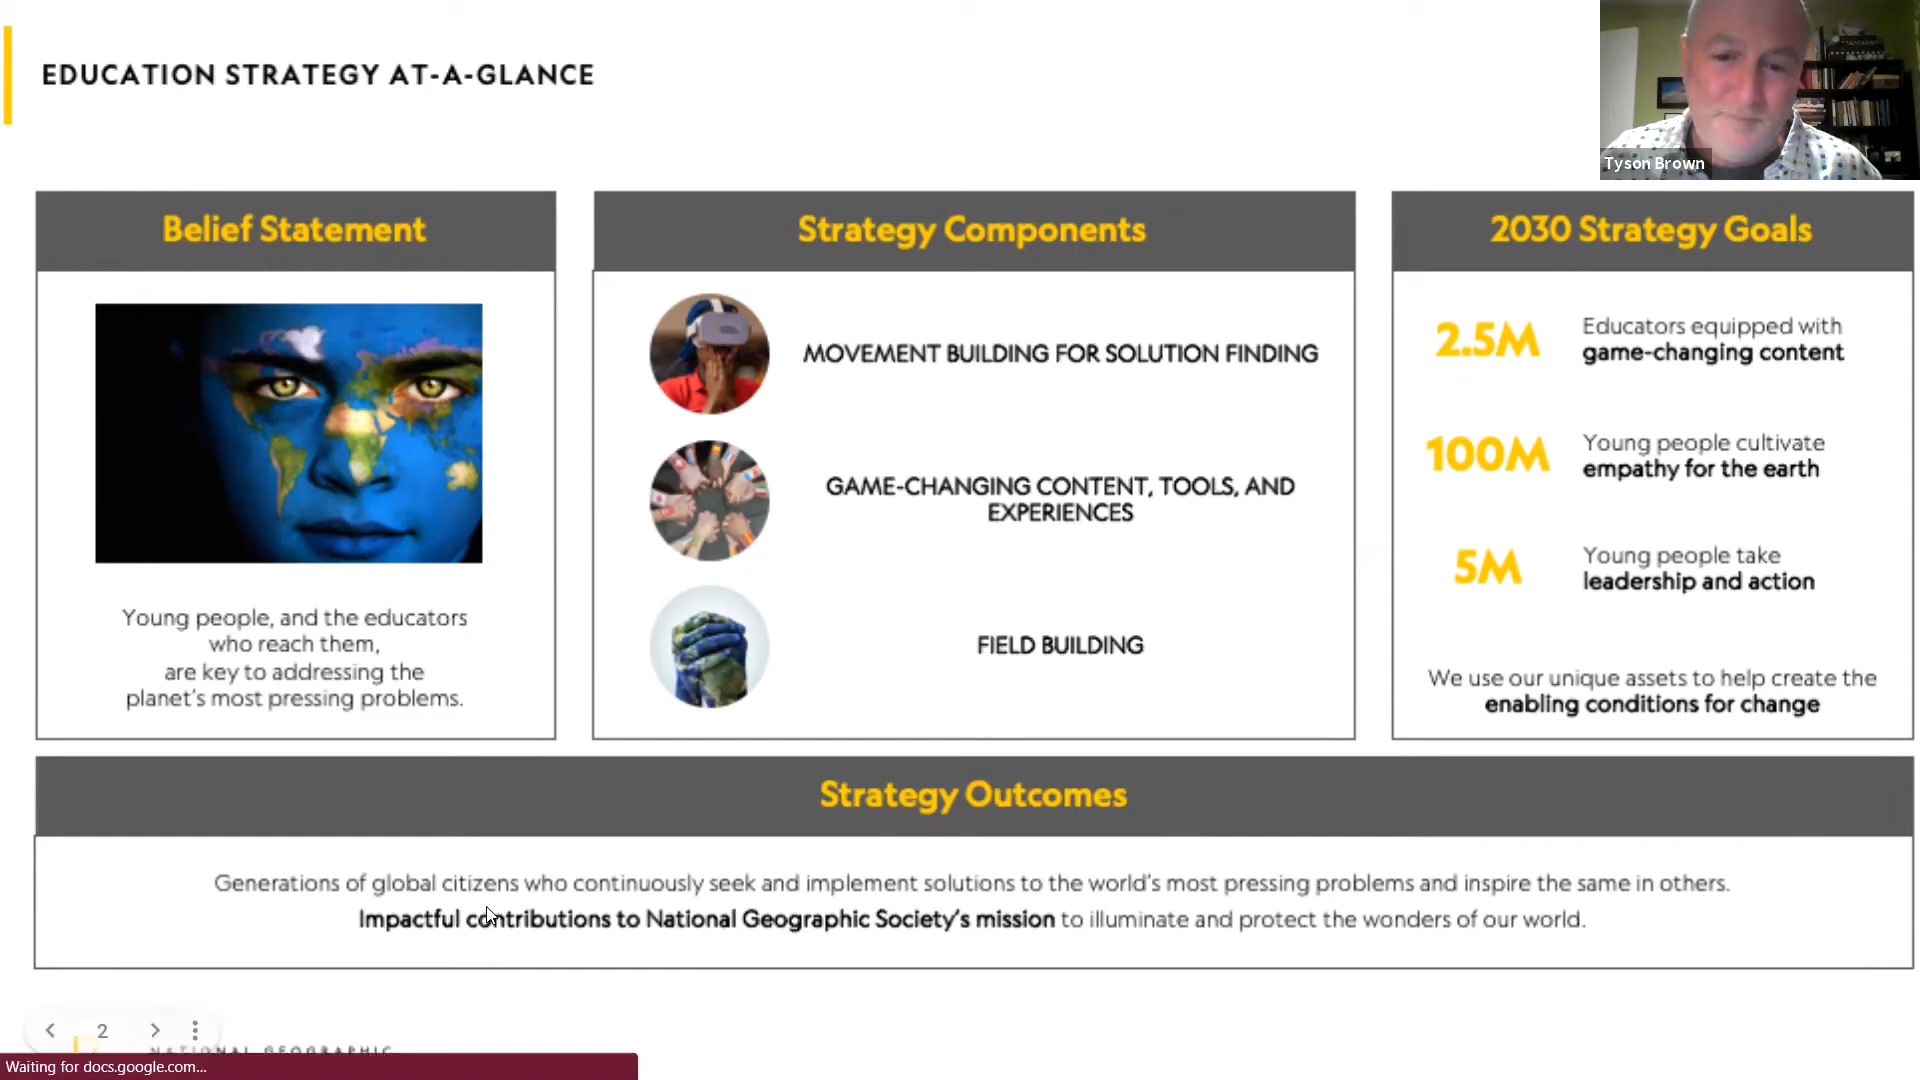 EDUCATION STRATEGY AT-A-GLANCE
Tyson Brown
Belief Statement
Young people, and the educators
who reach them,
are key to addressing the
planet's most pressing problems.
Strategy Components
MOVEMENT BUILDING FOR SOLUTION FINDING
GAME-CHANGING CONTENT, TOOLS, AND
EXPERIENCES
FIELD BUILDING
2030 Strategy Goals
2.5M
Educators equipped with
game-changing content
100M
Young people cultivate
empathy for the earth
5M
Young people take
leadership and action
We use our unique assets to help create the
enabling conditions for change
Strategy Outcomes
Generations of global citizens who continuously seek and implement solutions to the world's most pressing problems and inspire the same in others.
Impactful contributions to National Geographic Society's mission to illuminate and protect the wonders of our world.
2
NATIONAL GEOGRAPHIC
Waiting for docs.google.com...